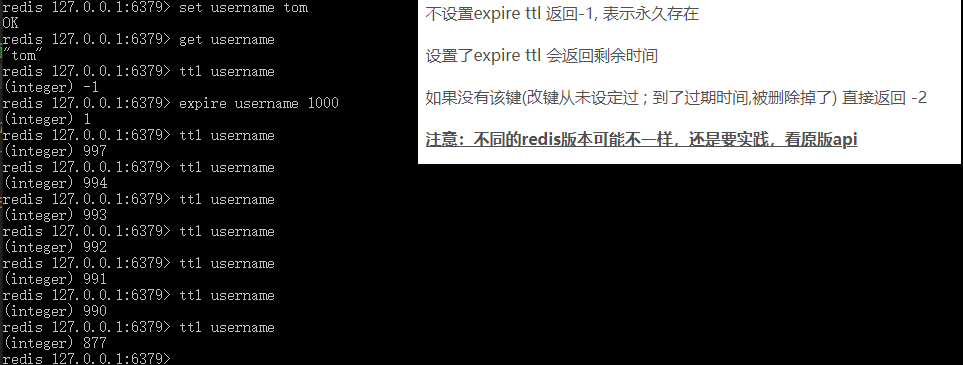 redis 127.0.0.1:6379> set username tom
OK
redis 127.0.0.1:6379> get username
"tom"
redis 127.0.0.1:6379> ttl username
(integer) -1
redis 127.0.0.1:6379> expire username 1000
(integer) 1
redis 127.0.0.1:6379> ttl username
(integer) 997
redis 127.0.0.1:6379> ttl username
(integer) 994
redis 127.0.0.1:6379> ttl username
(integer) 993
redis 127.0.0.1:6379> ttl username
(integer) 992
redis 127.0.0.1:6379> ttl username
(integer) 991
redis 127.0.0.1:6379> ttl username
(integer) 990
redis 127.0.0.1:6379> ttl username
(integer) 877
redis 127.0.0.1:6379>
不设置expire ttl 返回-1, 表示永久存在
设置了expire ttl 会返回剩余时间
如果没有该键(改键从未设定过 ; 到了过期时间,被删除掉了) 直接返回 -2
注意：不同的redis版本可能不一样，还是要实践，看原版api